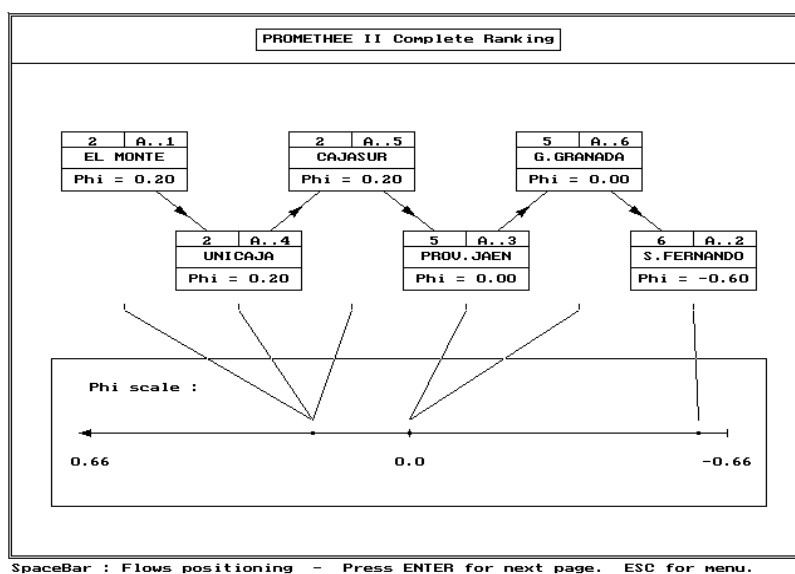 PROMETHEE II Complete Ranking
2 A..1 2 A..5 5 A..6
EL MONTE CAJASUR G.GRANADA
Phi = 0.20 Phi = 0.20 Phi = 0.00
2 A..4 5 A..3 6 A..2
UNICAJA PROV.JAEN S.FERNANDO
Phi = 0.20 Phi = 0.00 Phi = -0.60
Phi scale :
0.66 0.0 -0.66
SpaceBar : Flows positioning - Press ENTER for next page. ESC for menu.